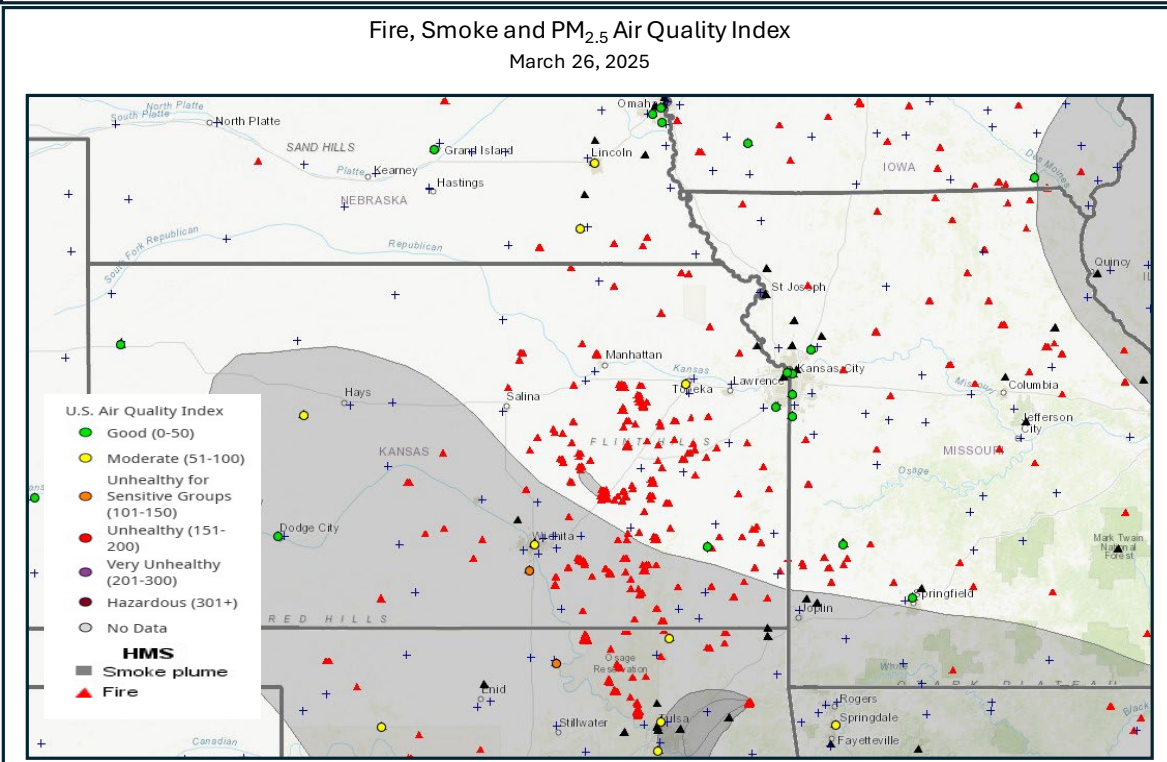 Fire, Smoke and PM2.5 Air Quality Index
March 26, 2025
North Platte
South Platte
North Platte
Omaha
SAND HILLS
Grand Island
Lincoln
Platte
Kearney
Hastings
NEBRASKA
IOWA
Des Moines
South Fork Republican
Republican
Quincy
IL
St Joseph
Manhattan
Kansas
Topeka
Lawrence
Kansas City
Missouri
Columbia
Hays
Salina
Jefferson
City
FLINT HILLS
KANSAS
MISSOURI
Osage
U.S. Air Quality Index
Good (0-50)
Moderate (51-100)
Unhealthy for
Sensitive Groups
(101-150)
Unhealthy (151-
200)
Very Unhealthy
(201-300)
Hazardous (301+)
No Data
HMS
Smoke plume
Fire
Dodge City
Wichita
Mark Twain
National
Forest
Springfield
Joplin
RED HILLS
Osage
Reservation
White
OZARK PLATEAU
Enid
Rogers
Stillwater
Tulsa
Springdale
Black
Fayetteville
Canadian